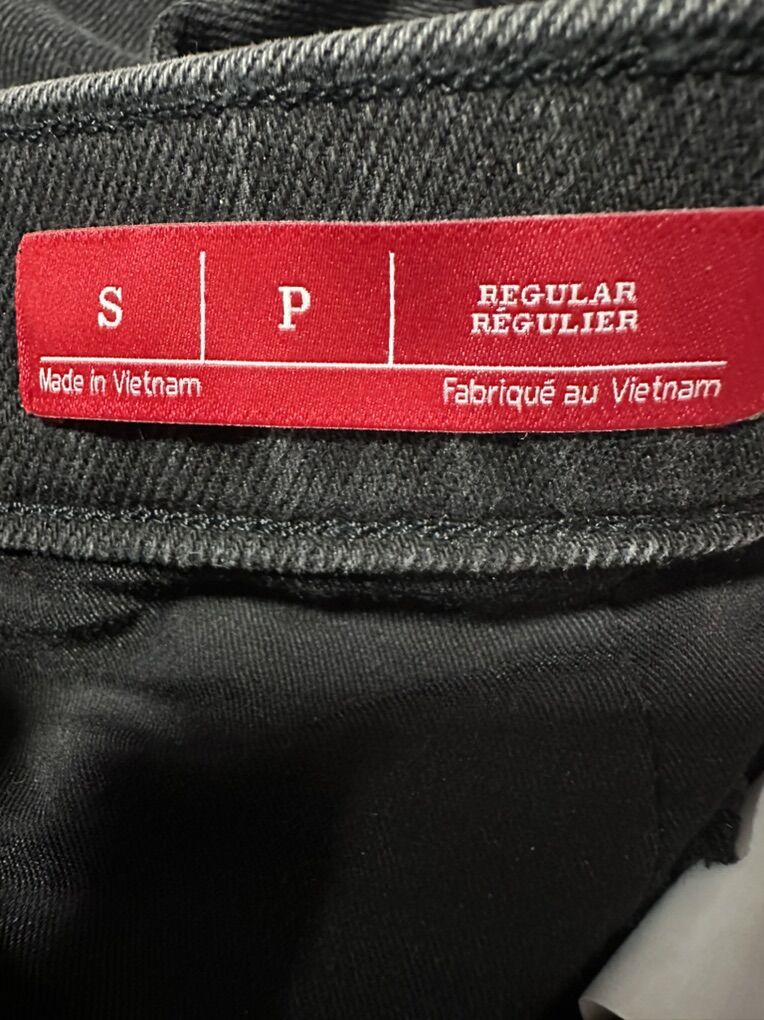 S P REGULAR
RÉGULIER
Made in Vietnam Fabriqué au Vietnam